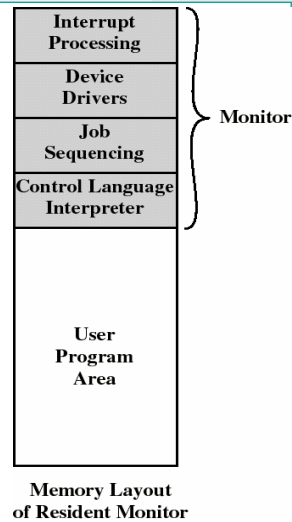 Interrupt
Processing
Device
Drivers
Job
Sequencing
Control Language
Interpreter
Monitor
User
Program
Area
Memory Layout
of Resident Monitor